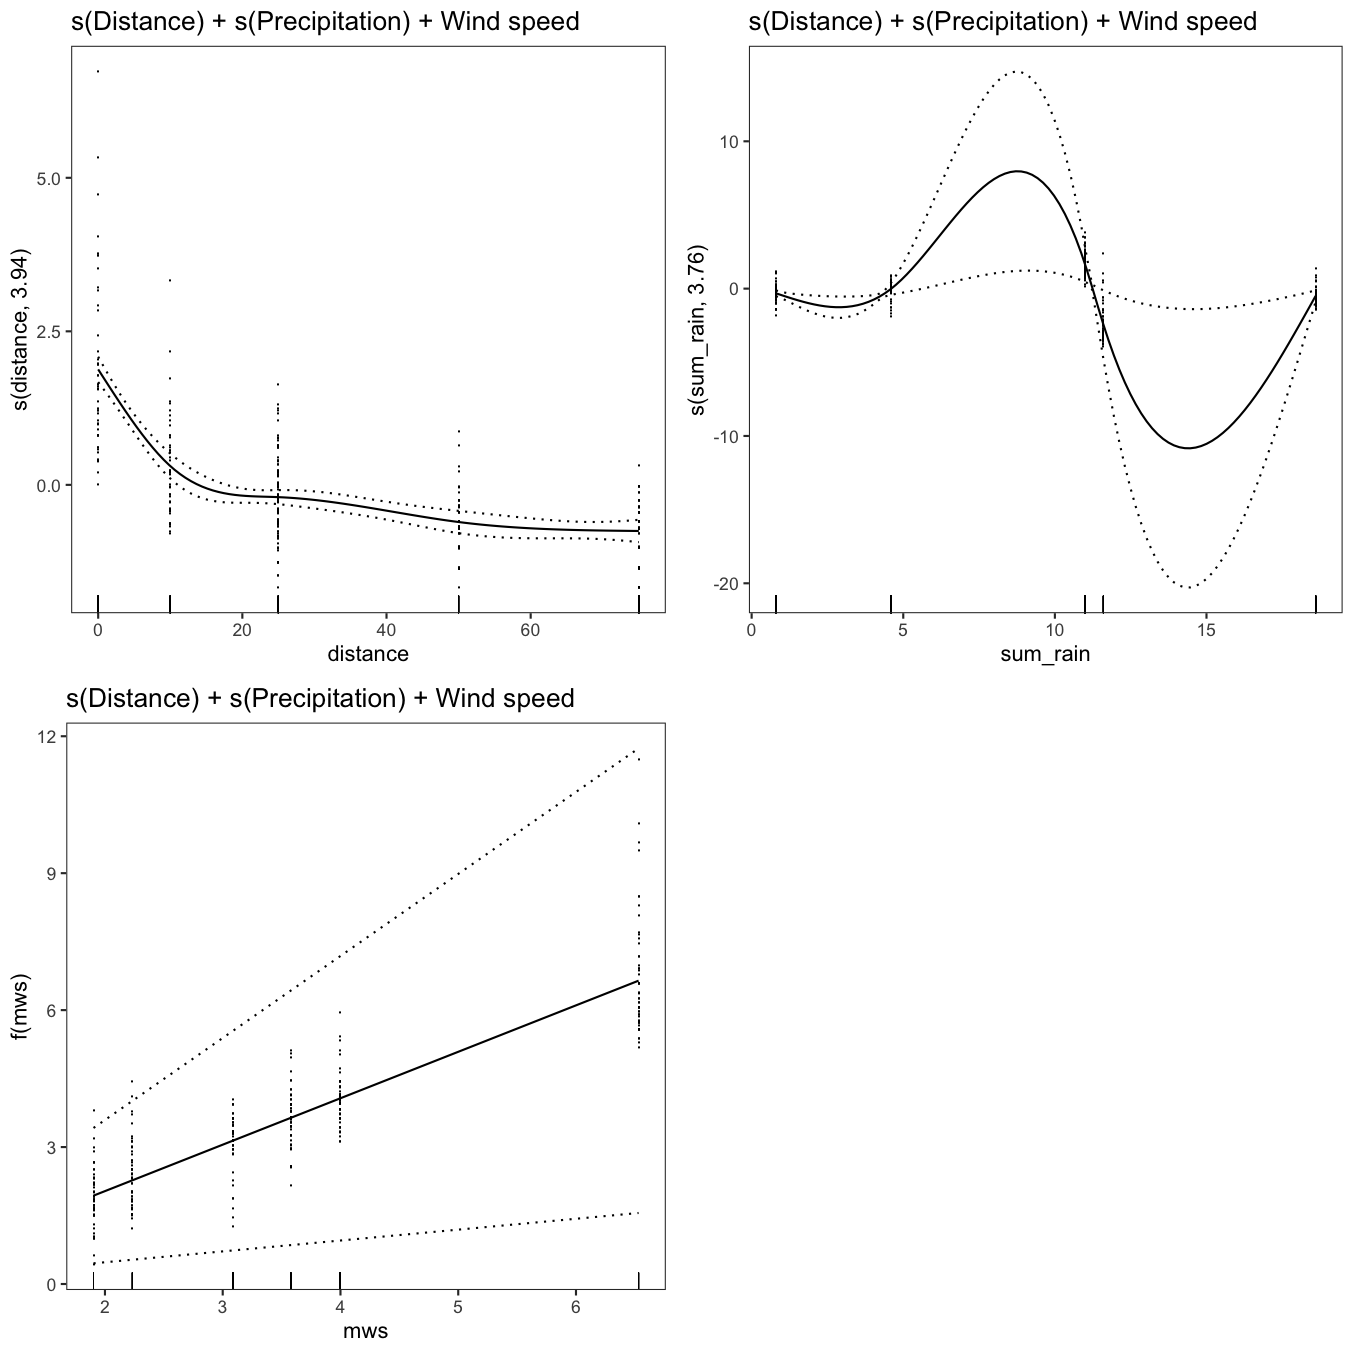 s(Distance) + s(Precipitation) + Wind speed
s(distance, 3.94)
5.0
2.5
0.0
0 20 40 60
distance
s(Distance) + s(Precipitation) + Wind speed
s(sum_rain, 3.76)
10
0
-10
-20
0 5 10 15
sum_rain
s(Distance) + s(Precipitation) + Wind speed
f(mws)
12
9
6
3
0
2 3 4 5 6
mws